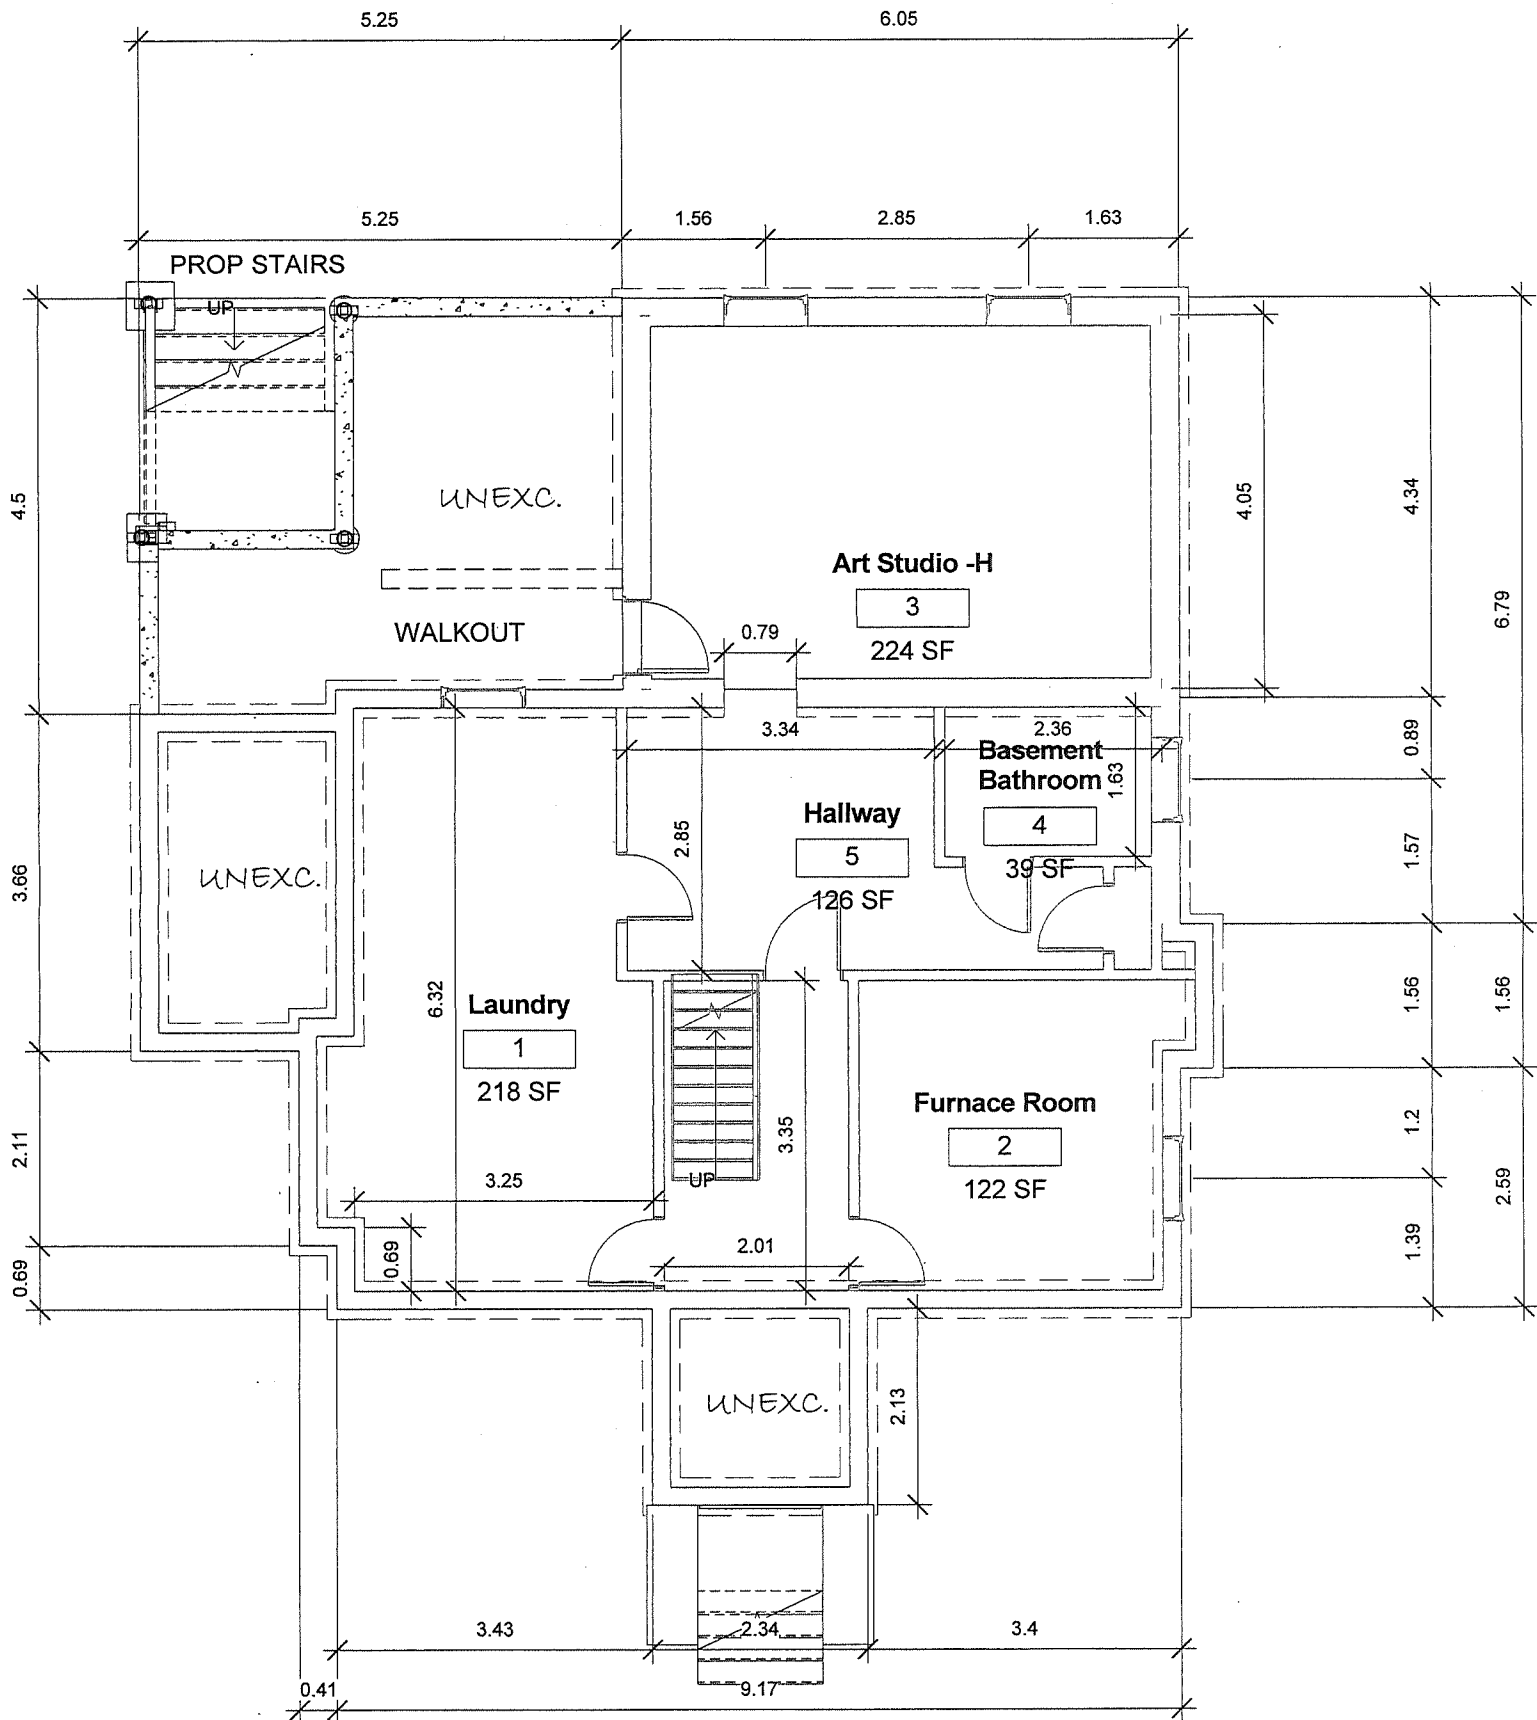 5.25
6.05
5.25
1.56
2.85
1.63
PROP STAIRS
UP
4.5
UNEXC.
4.05
4.34
6.79
Art Studio -H
3
224 SF
WALKOUT
0.79
3.34
2.36
0.89
Basement
Bathroom
1.63
4
39 SF
Hallway
5
126 SF
2.85
1.57
3.66
UNEXC.
6.32
Laundry
1
218 SF
1.56
1.56
Furnace Room
2
122 SF
3.35
1.2
2.11
UP
3.25
2.59
0.69
2.01
1.39
0.69
UNEXC.
2.13
3.43
2.34
3.4
0.41
9.17